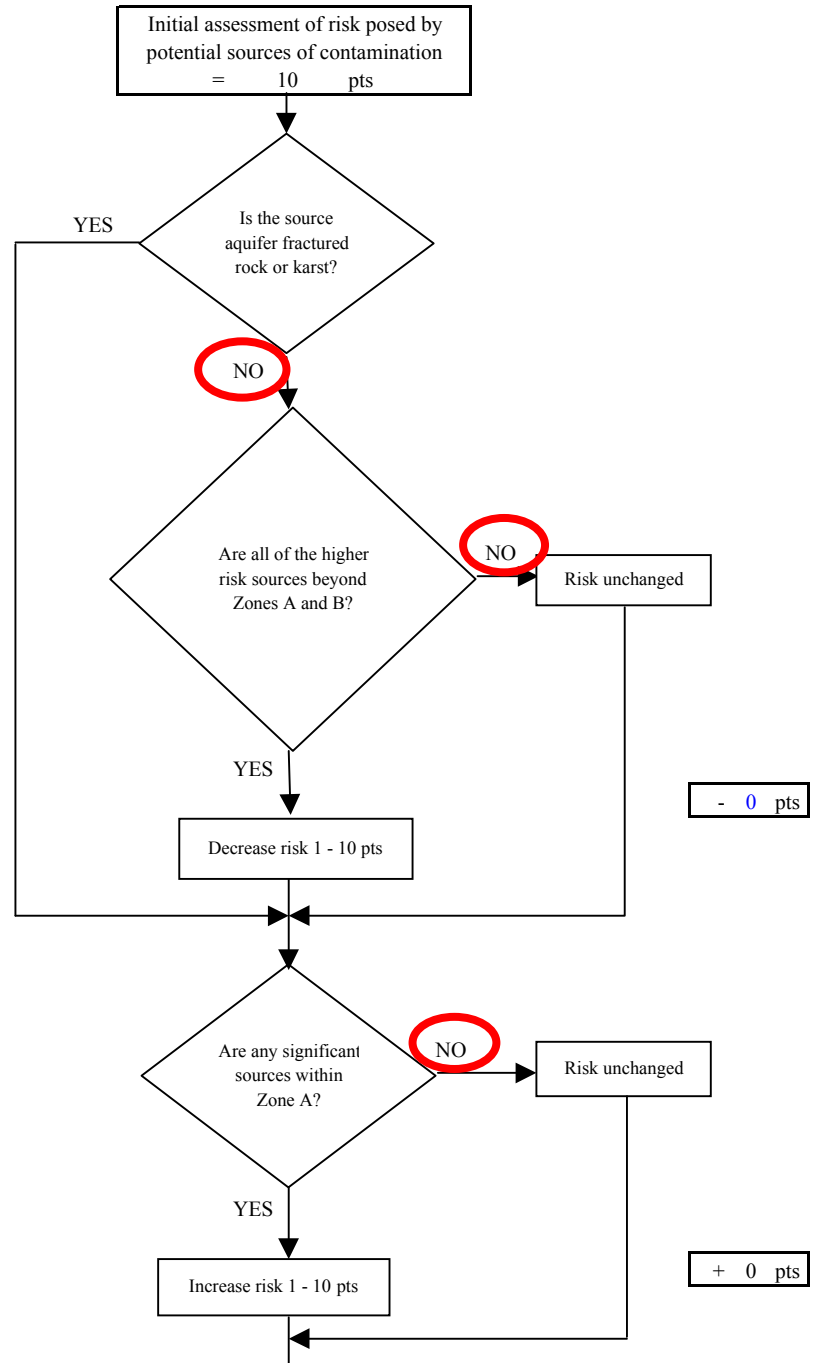 Initial assessment of risk posed by
potential sources of contamination
= 10 pts
YES
Is the source
aquifer fractured
rock or karst?
NO
Are all of the higher
risk sources beyond
Zones A and B?
NO
Risk unchanged
YES
- 0 pts
Decrease risk 1 - 10 pts
Are any significant
sources within
Zone A?
NO
Risk unchanged
YES
+ 0 pts
Increase risk 1 - 10 pts